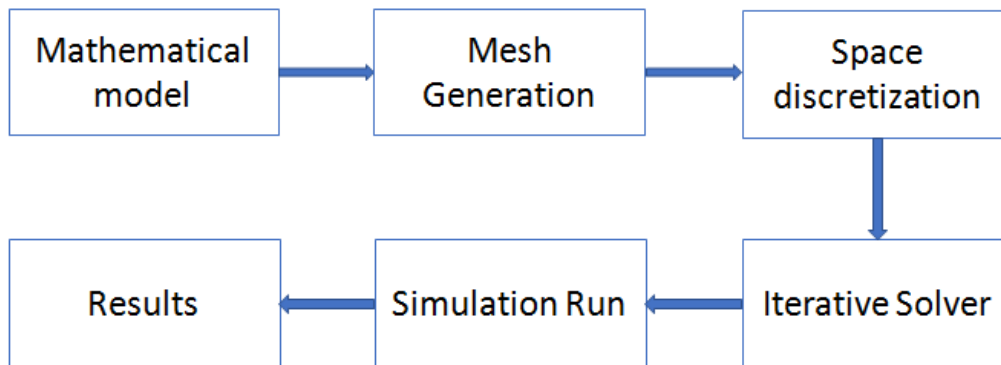 Mathematical
model
Mesh
Generation
Space
discretization
Iterative Solver
Simulation Run
Results